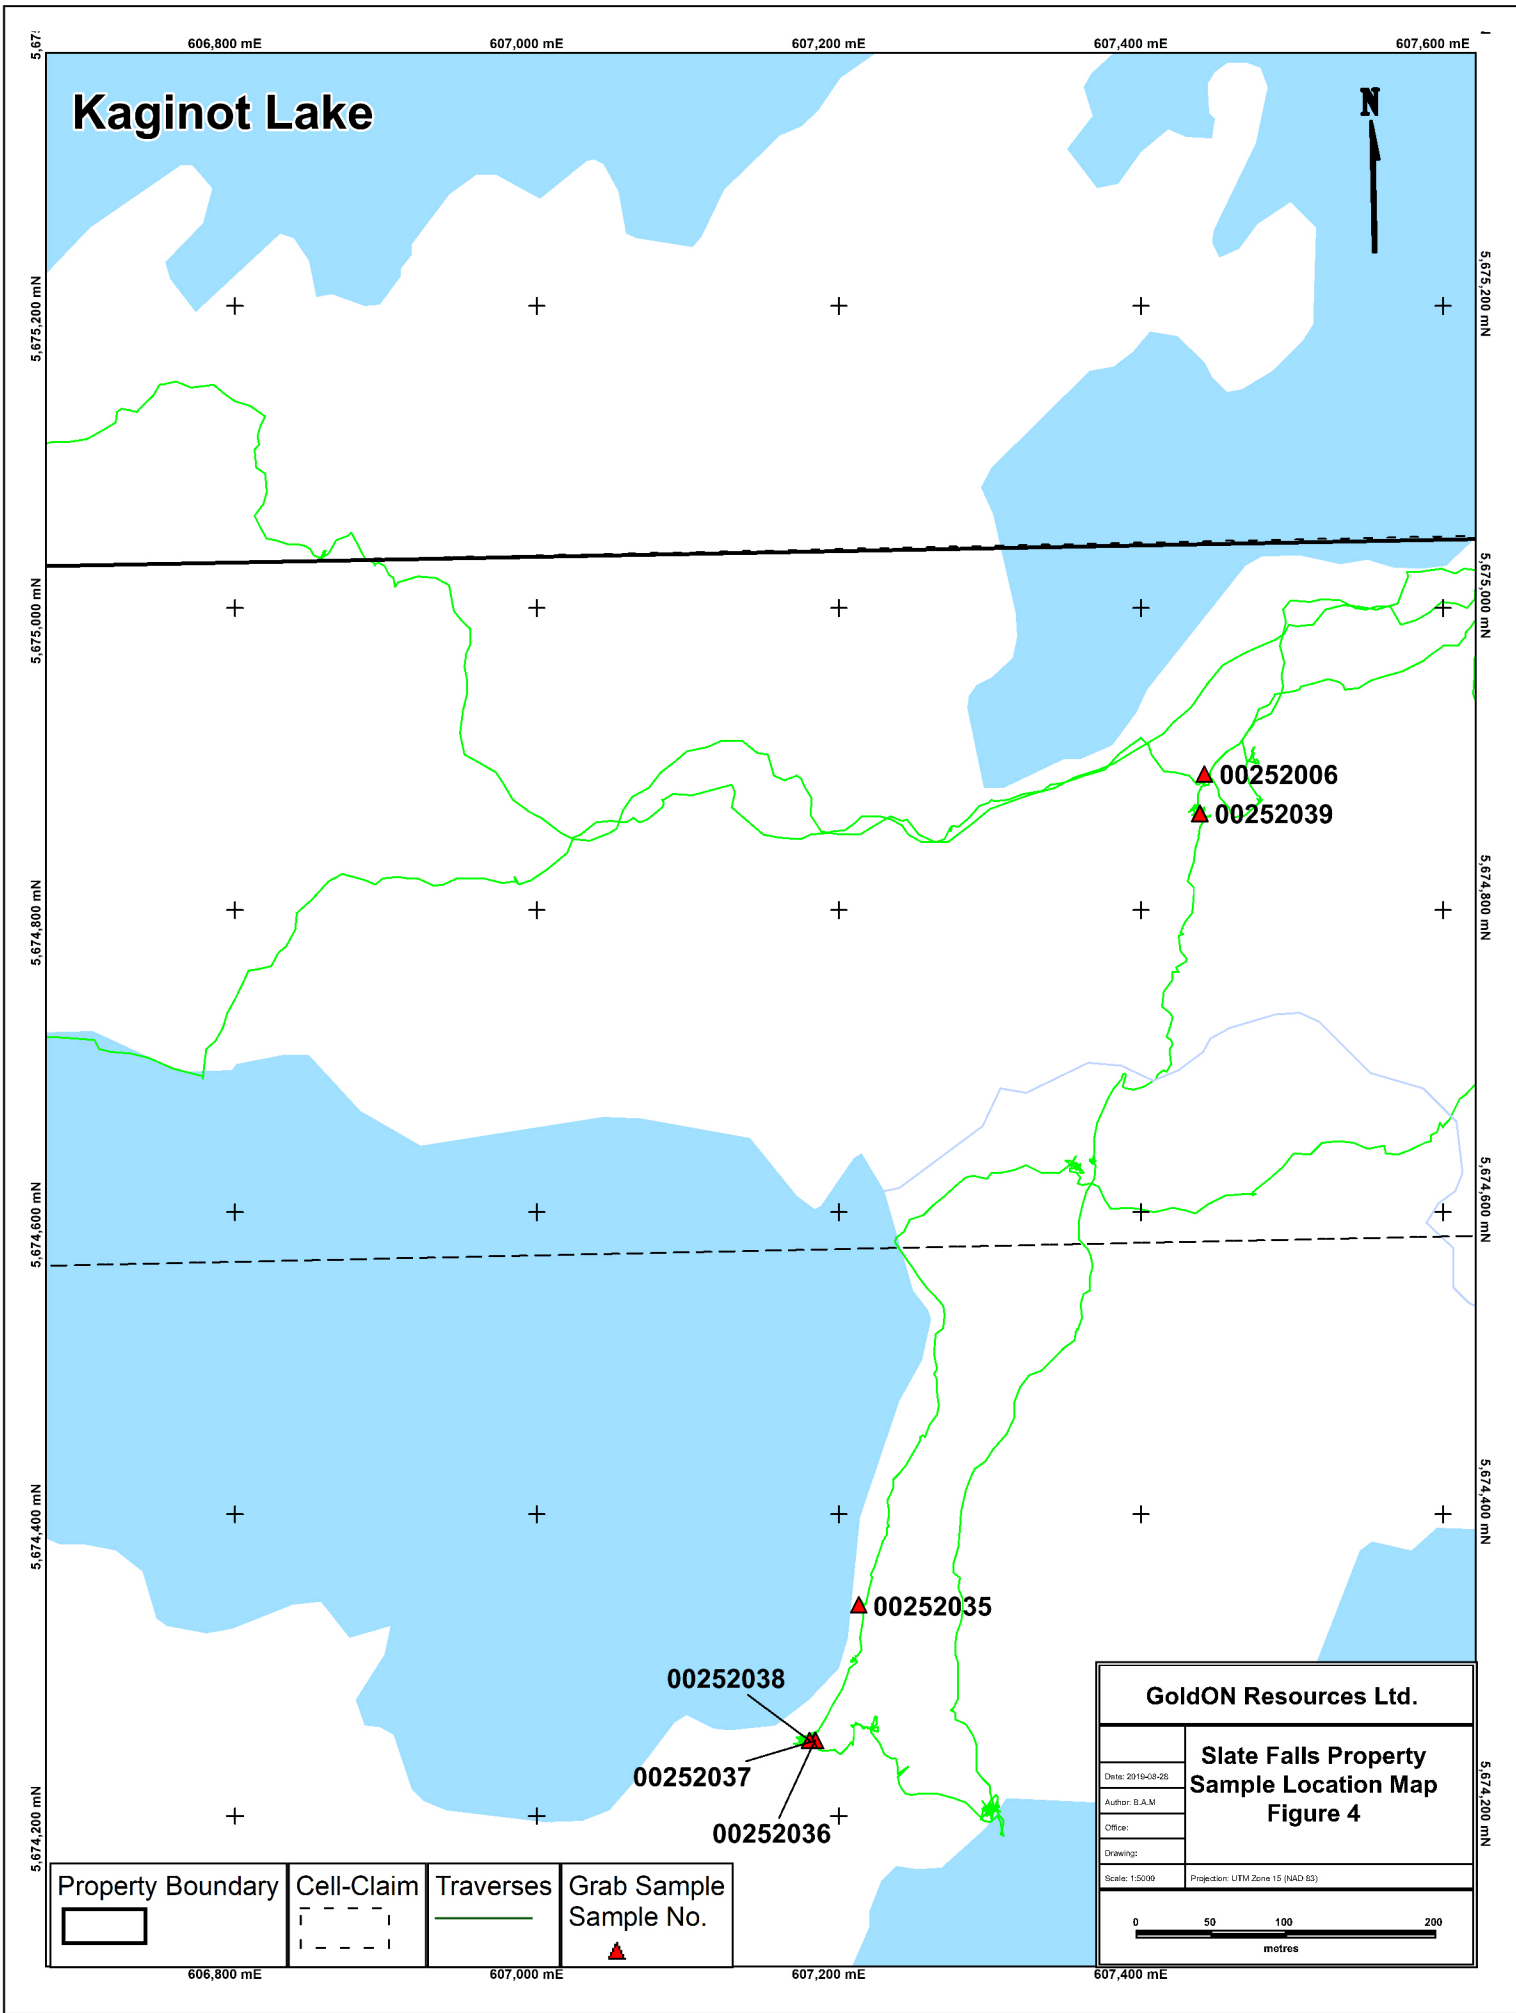 5,675
606,800 mE
607,000 mE
607,200 mE
607,400 mE
607,600 mE
Kaginot Lake
N
5,675,200 mN
5,675,200 mN
5,675,000 mN
5,675,000 mN
00252006
00252039
5,674,800 mN
5,674,800 mN
5,674,600 mN
5,674,600 mN
5,674,400 mN
5,674,400 mN
00252035
00252038
00252037
00252036
5,674,200 mN
5,674,200 mN
GoldON Resources Ltd.
Slate Falls Property
Sample Location Map
Figure 4
Author: B.A.M
Office:
Drawing:
Scale: 1:5000
Projection: UTM Zone 15 (NAD 83)
0 50 100 200
metres
Property Boundary
Cell-Claim
Traverses
Grab Sample
Sample No.
606,800 mE
607,000 mE
607,200 mE
607,400 mE